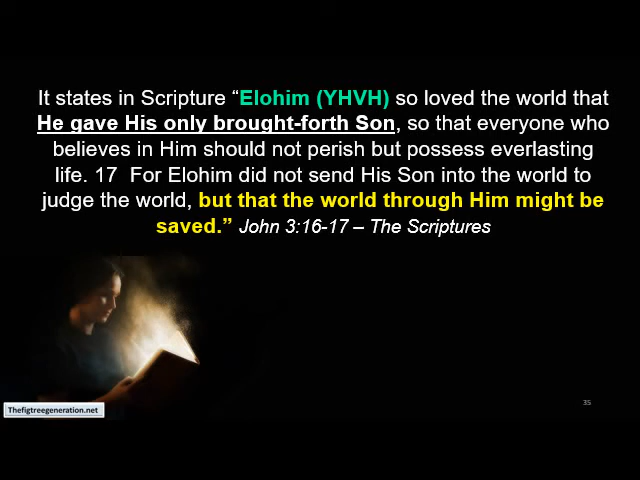 It states in Scripture “Elohim (YHVH) so loved the world that
He gave His only brought-forth Son, so that everyone who
believes in Him should not perish but possess everlasting
life. 17  For Elohim did not send His Son into the world to
judge the world, but that the world through Him might be
saved.” John 3:16-17 – The Scriptures
Thefigtreegeneration.net
35